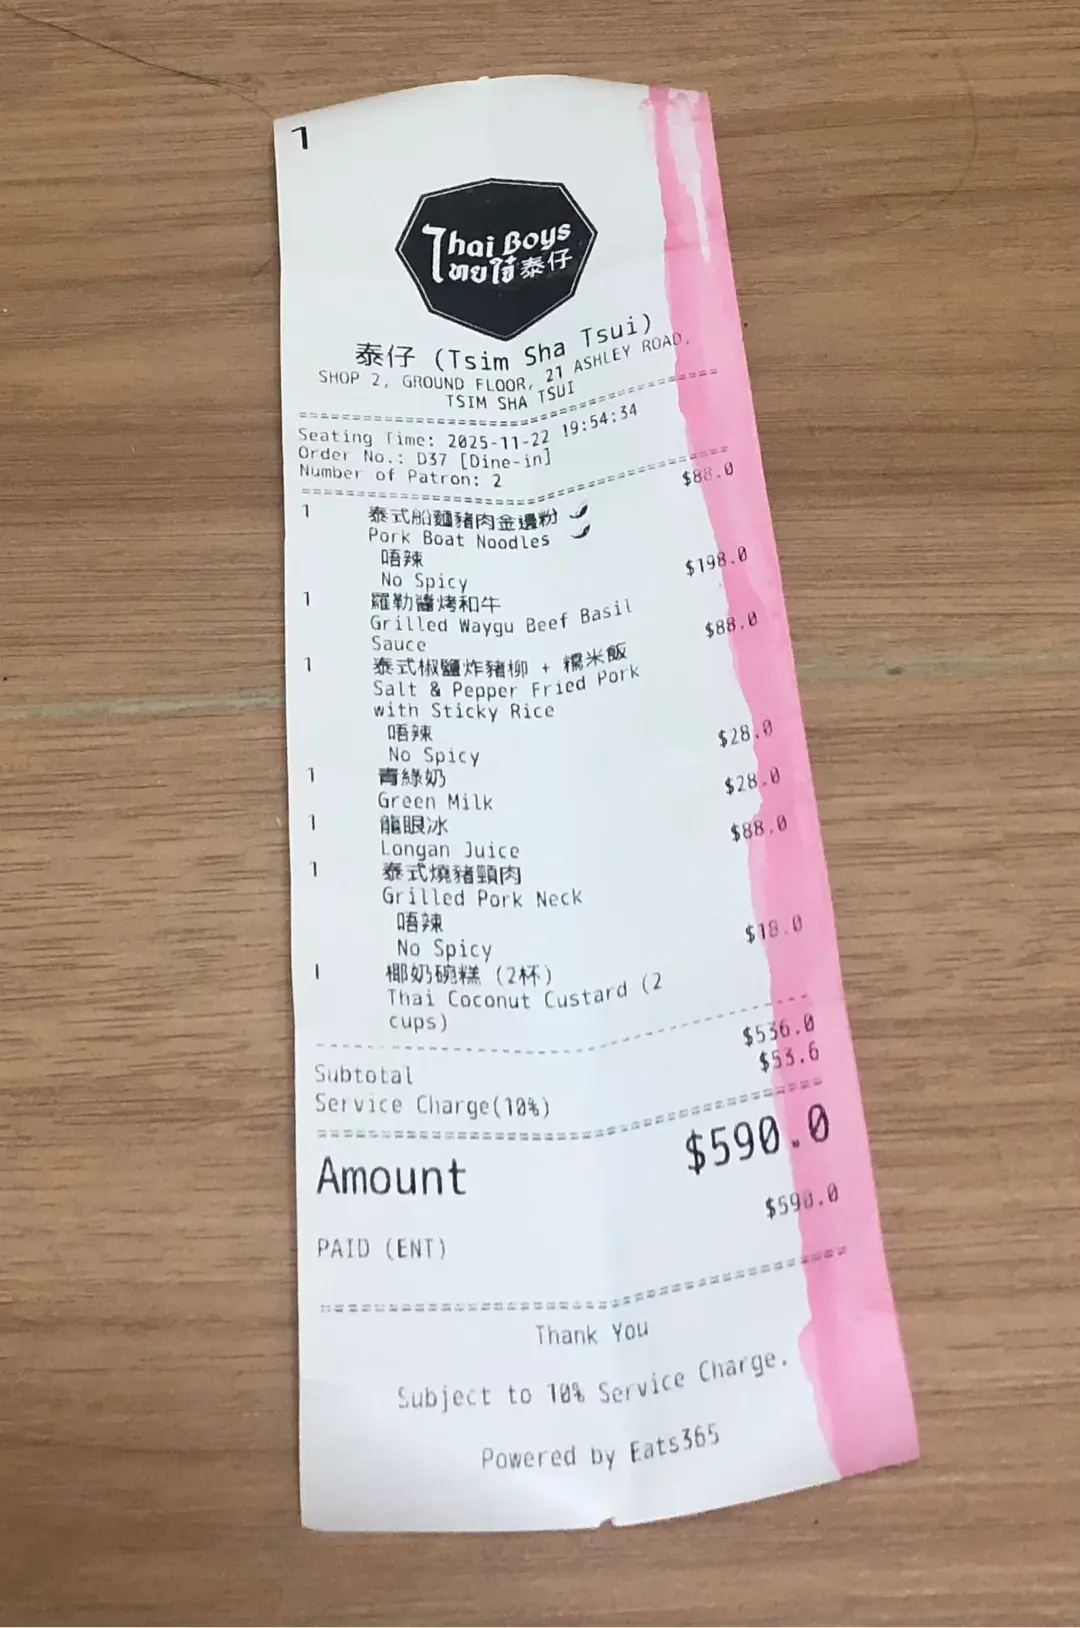 1
Thai Boys
ไทยใจ๋ 泰仔
泰仔 (Tsim Sha Tsui)
SHOP 2, GROUND FLOOR, 21 ASHLEY ROAD,
TSIM SHA TSUI
Seating Time: 2025-11-22 19:54:34
Order No.: D37 [Dine-in]
Number of Patron: 2
1 泰式船麵豬肉金邊粉 $88.0
Pork Boat Noodles
唔辣
No Spicy
1 羅勒醬烤和牛 $198.0
Grilled Waygu Beef Basil
Sauce
1 泰式椒鹽炸豬柳 + 糯米飯 $88.0
Salt & Pepper Fried Pork
with Sticky Rice
唔辣
No Spicy
1 青綠奶 $28.0
Green Milk
1 龍眼冰 $28.0
Longan Juice
1 泰式燒豬頸肉 $88.0
Grilled Pork Neck
唔辣
No Spicy
1 椰奶碗糕 (2杯) $18.0
Thai Coconut Custard (2
cups)
Subtotal $536.0
Service Charge(10%) $53.6
Amount $590.0
PAID (ENT) $590.0
Thank You
Subject to 10% Service Charge.
Powered by Eats365